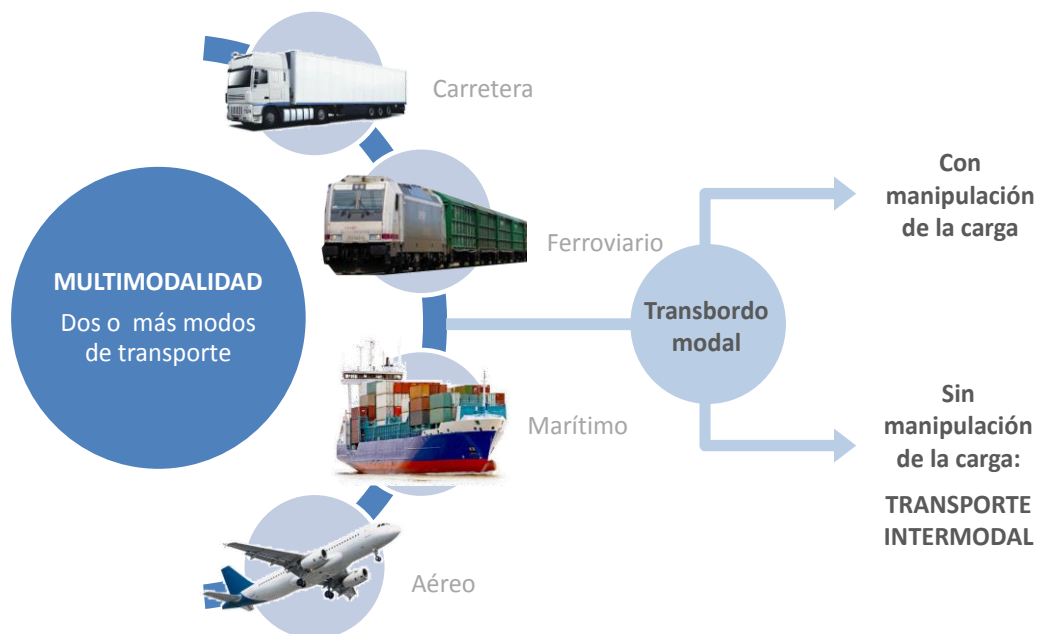 MULTIMODALIDAD
Dos o más modos
de transporte
Carretera
Ferroviario
Marítimo
Aéreo
Transbordo
modal
Con
manipulación
de la carga
Sin
manipulación
de la carga:
TRANSPORTE
INTERMODAL